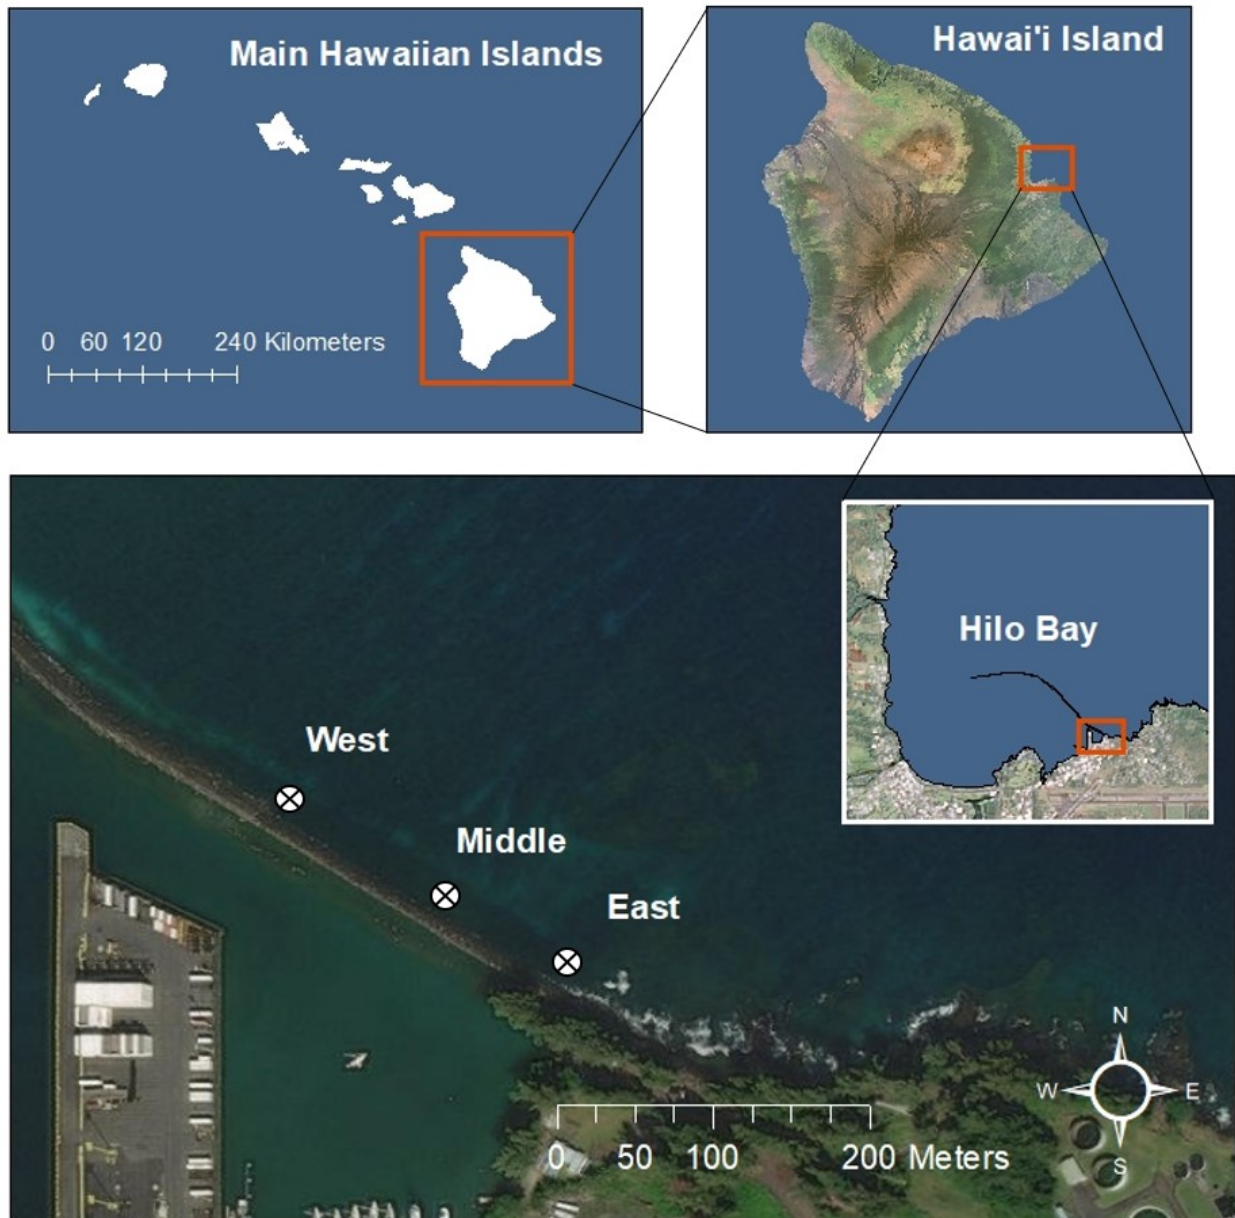 Main Hawaiian Islands
0 60 120 240 Kilometers
Hawai'i Island
Hilo Bay
West
Middle
East
N
W E
S
0 50 100 200 Meters